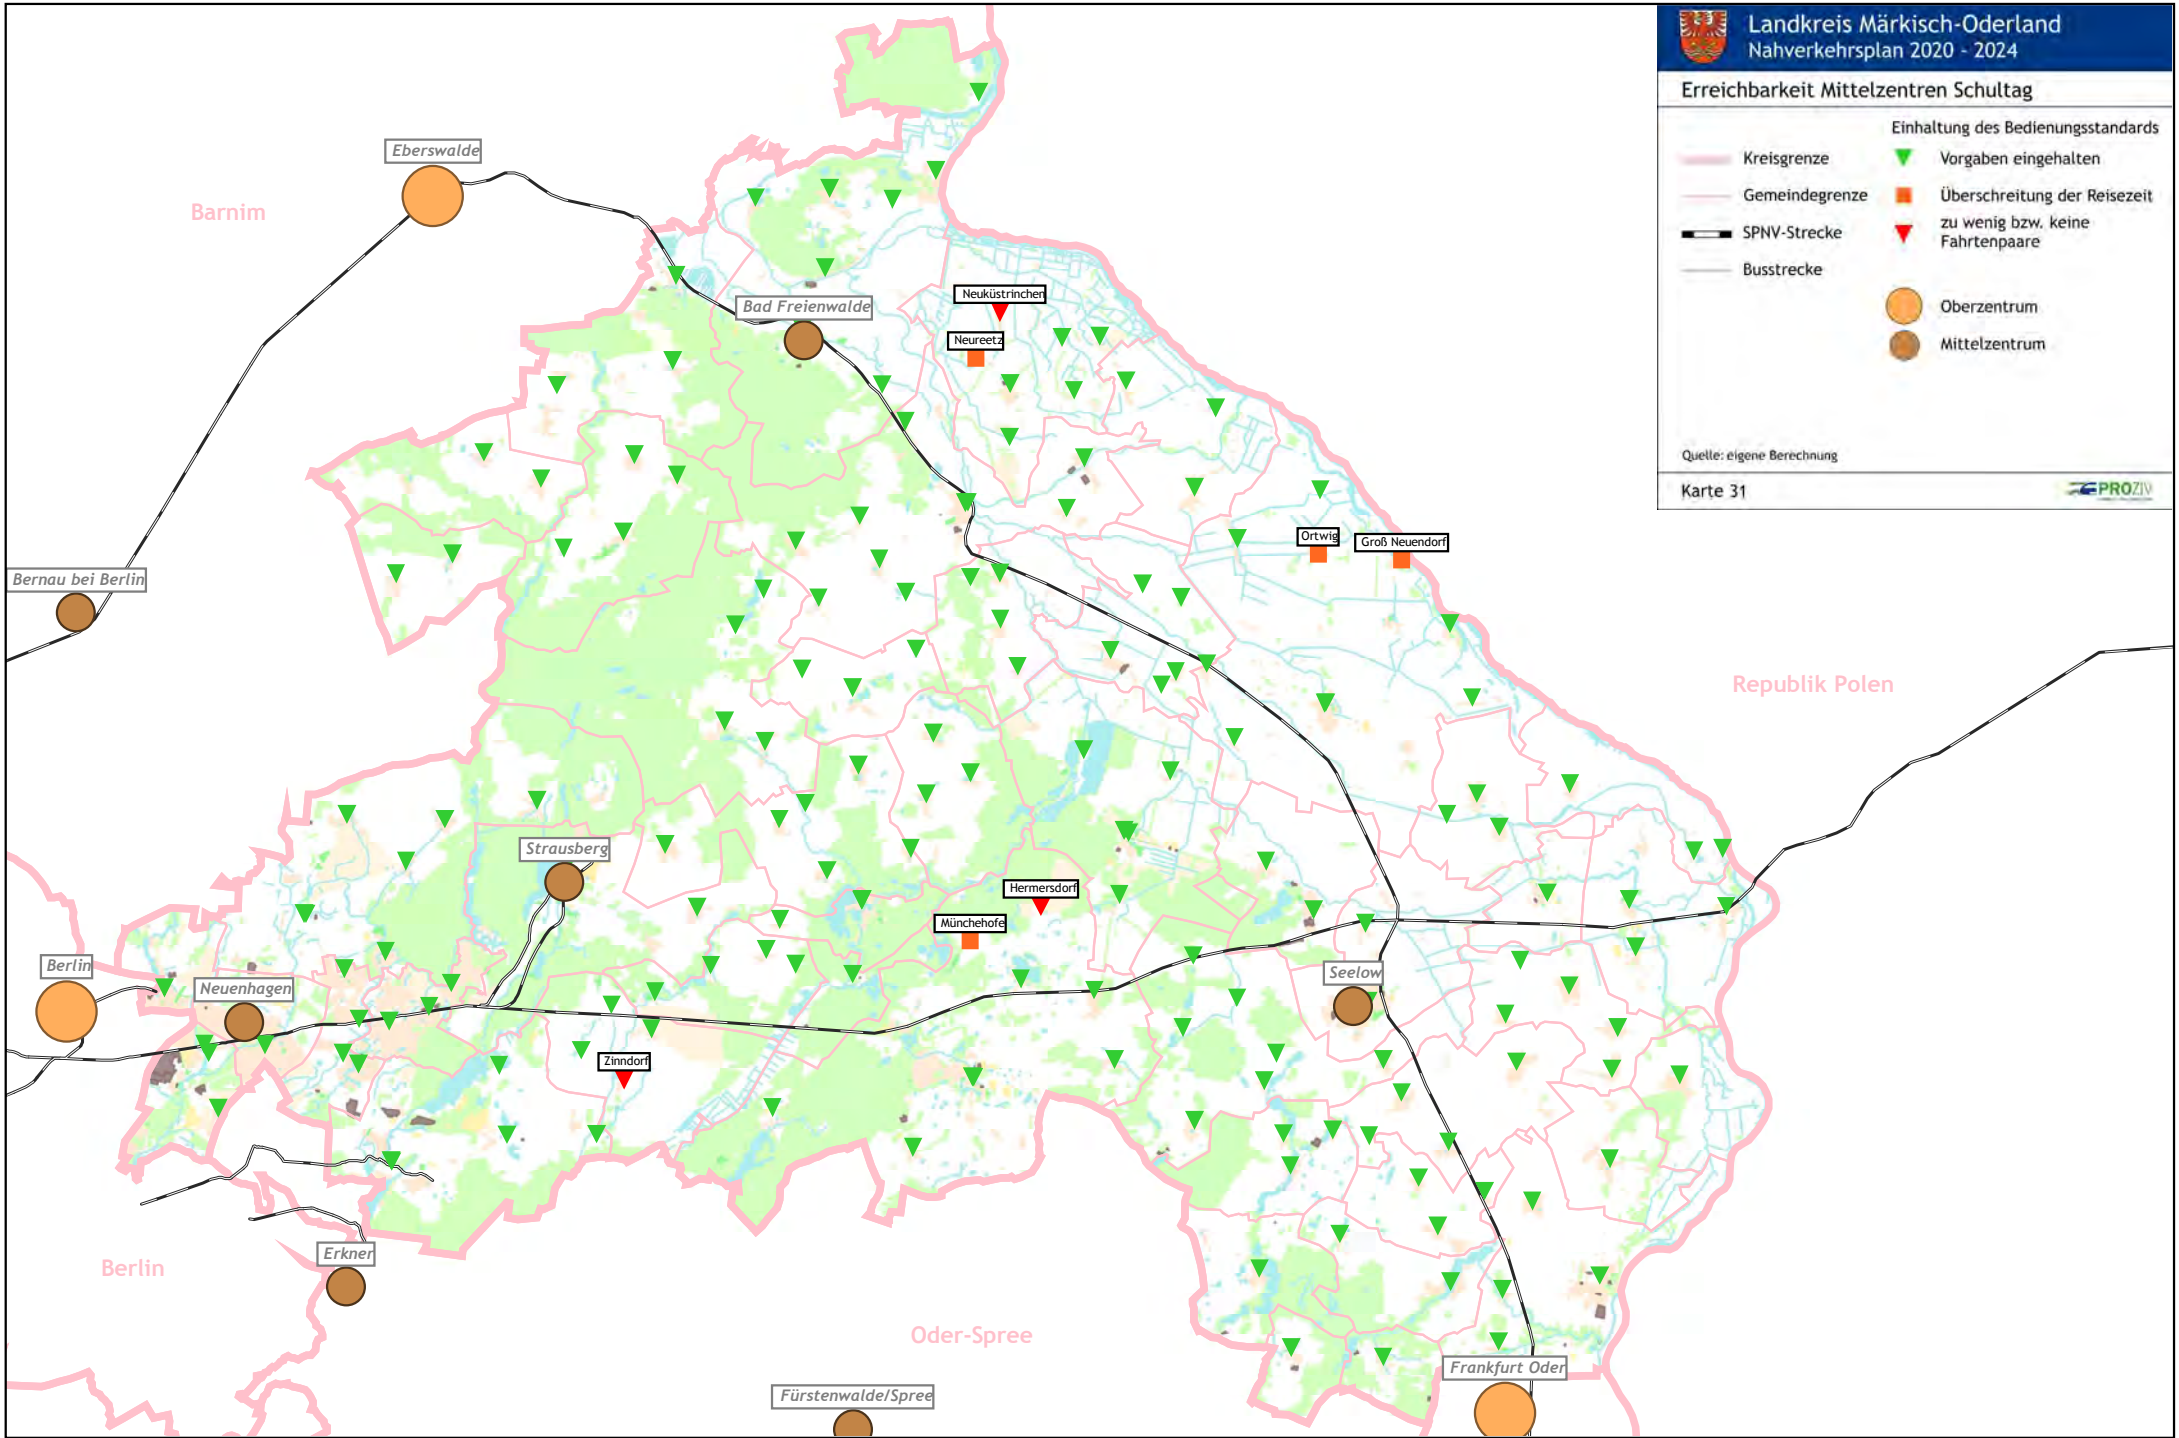 Landkreis Märkisch-Oderland
Nahverkehrsplan 2020 - 2024
Erreichbarkeit Mittelzentren Schultag
Einhaltung des Bedienungsstandards
Kreisgrenze
Vorgaben eingehalten
Gemeindegrenze
Überschreitung der Reisezeit
SPNV-Strecke
zu wenig bzw. keine
Fahrtenpaare
Busstrecke
Oberzentrum
Mittelzentrum
Quelle: eigene Berechnung
Karte 31
PROZIV
Eberswalde
Barnim
Neuküstrinchen
Bad Freienwalde
Neureetz
Ortwig
Groß Neuendorf
Bernau bei Berlin
Republik Polen
Strausberg
Hermersdorf
Münchehofe
Berlin
Seelow
Neuenhagen
Zinndorf
Erkner
Berlin
Oder-Spree
Frankfurt Oder
Fürstenwalde/Spree